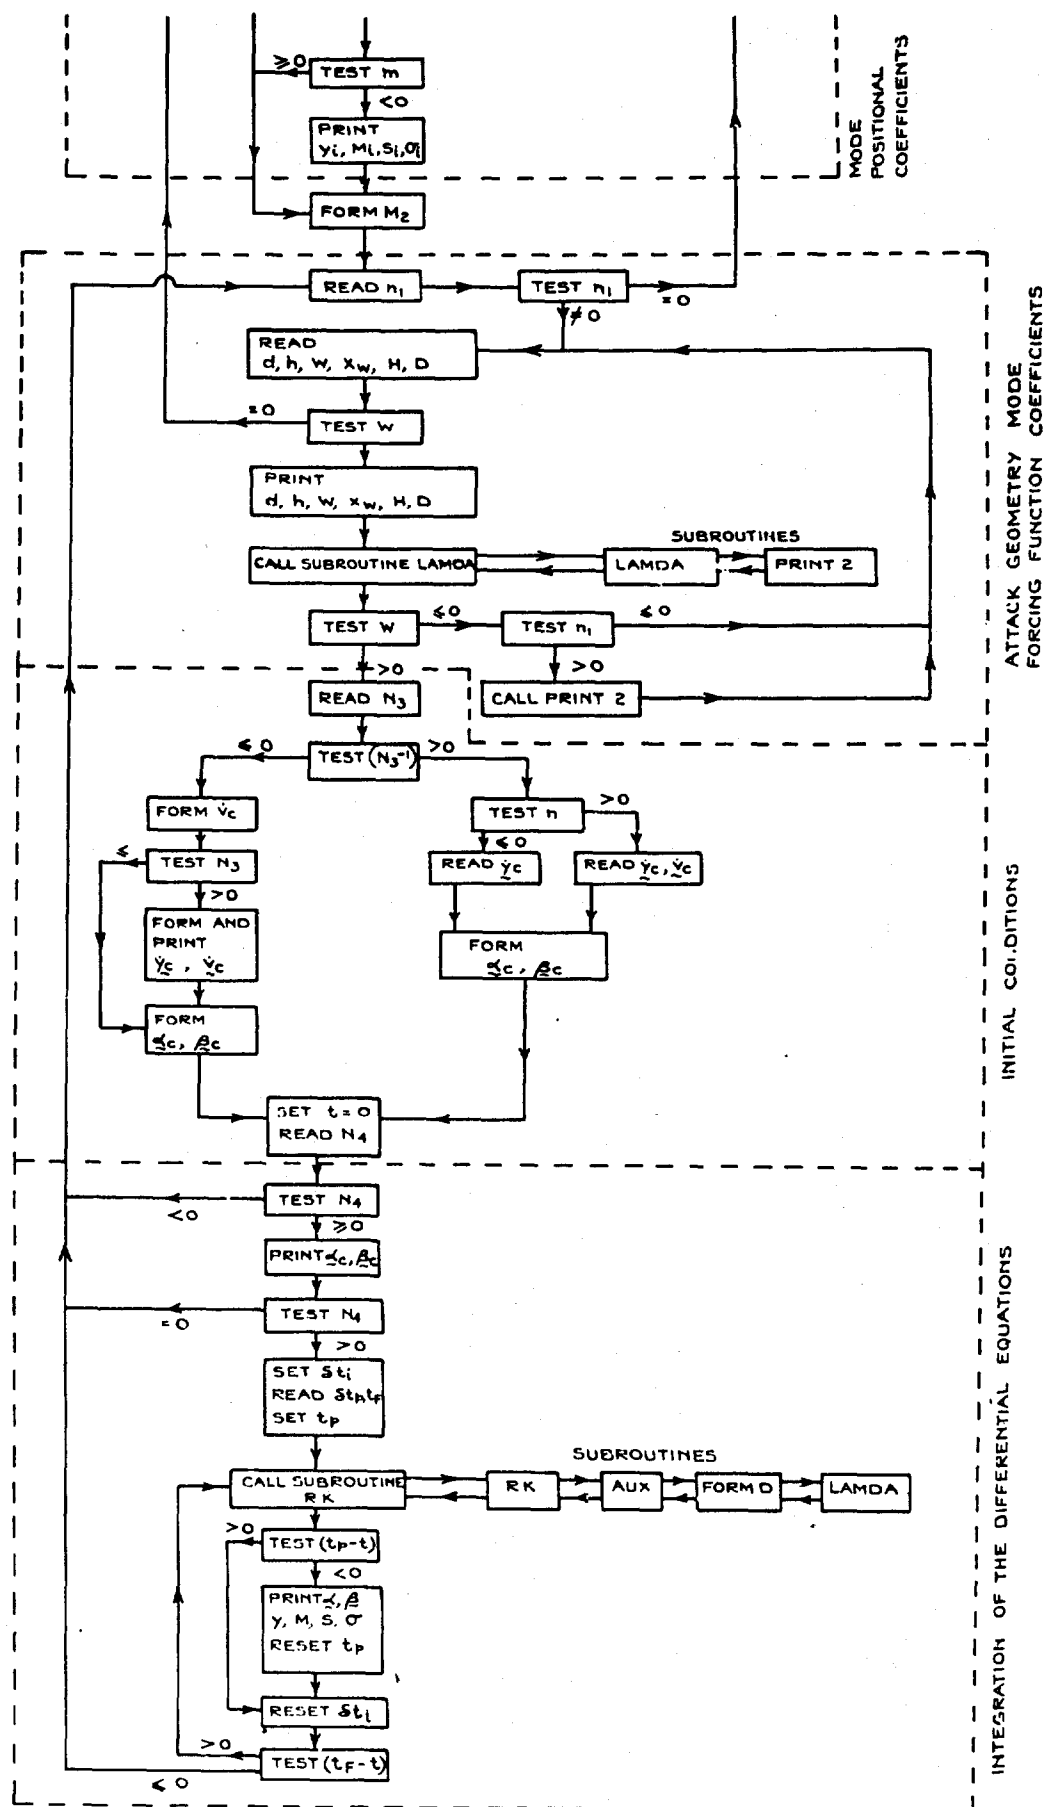 ⩾0
TEST m
<0
PRINT
yi, Mi, Si, σi
MODE
POSITIONAL
COEFFICIENTS
FORM M2
READ n1
TEST n1
=0
≠0
READ
d, h, W, xw, H, D
=0
TEST W
PRINT
d, h, W, xw, H, D
SUBROUTINES
CALL SUBROUTINE LAMDA
LAMDA
PRINT 2
TEST W
⩽0
TEST n1
⩽0
>0
>0
READ N3
CALL PRINT 2
ATTACK GEOMETRY MODE
FORCING FUNCTION COEFFICIENTS
⩽0
TEST (N3-1)
>0
FORM v̇c
TEST n
>0
⩽
TEST N3
⩽0
READ ẏc
READ ẏc, v̇c
>0
FORM AND
PRINT
ẏc, v̇c
FORM
αc, βc
FORM
αc, βc
SET t=0
READ N4
INITIAL CONDITIONS
TEST N4
<0
⩾0
PRINT αc, βc
TEST N4
=0
>0
SET δti
READ δtp, tF
SET tp
SUBROUTINES
CALL SUBROUTINE
RK
RK
AUX
FORM D
LAMDA
>0
TEST (tp-t)
<0
PRINT α, β
y, M, S, σ
RESET tp
RESET δti
>0
TEST (tF-t)
⩽0
INTEGRATION OF THE DIFFERENTIAL EQUATIONS